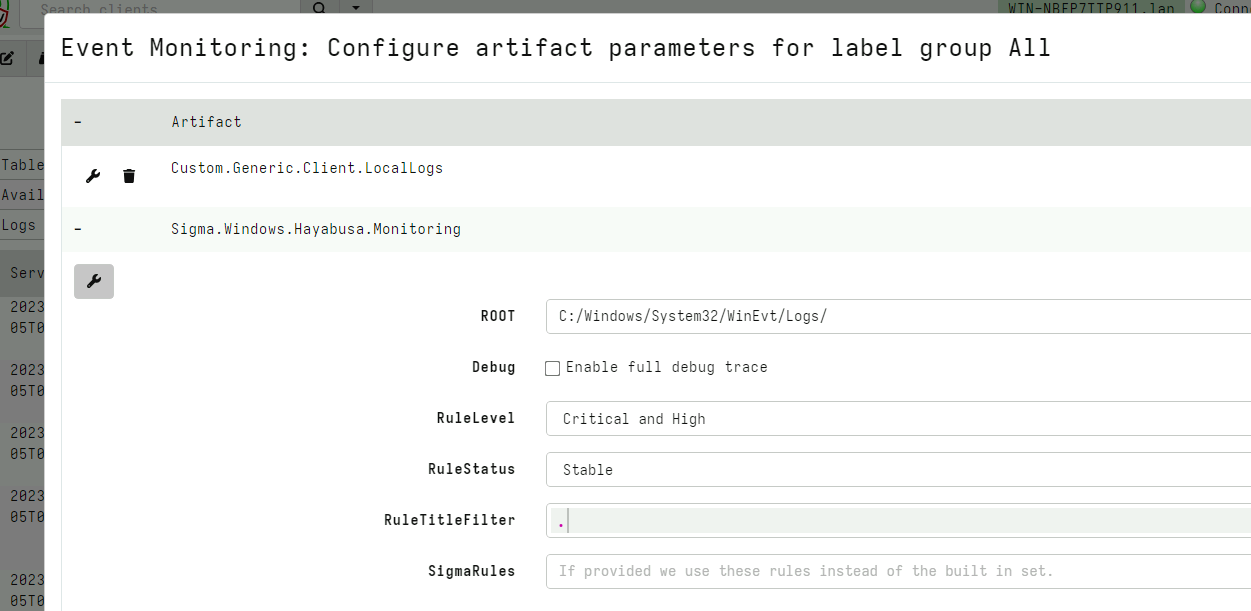 Search clients
WIN-NBFP7TTP911.lan
Conn
Event Monitoring: Configure artifact parameters for label group All
- Artifact
Custom.Generic.Client.LocalLogs
- Sigma.Windows.Hayabusa.Monitoring
ROOT C:/Windows/System32/WinEvt/Logs/
Debug Enable full debug trace
RuleLevel Critical and High
RuleStatus Stable
RuleTitleFilter .
SigmaRules If provided we use these rules instead of the built in set.
Table
Avail
Logs
Serv
2023
05T0
2023
05T0
2023
05T0
2023
05T0
2023
05T0